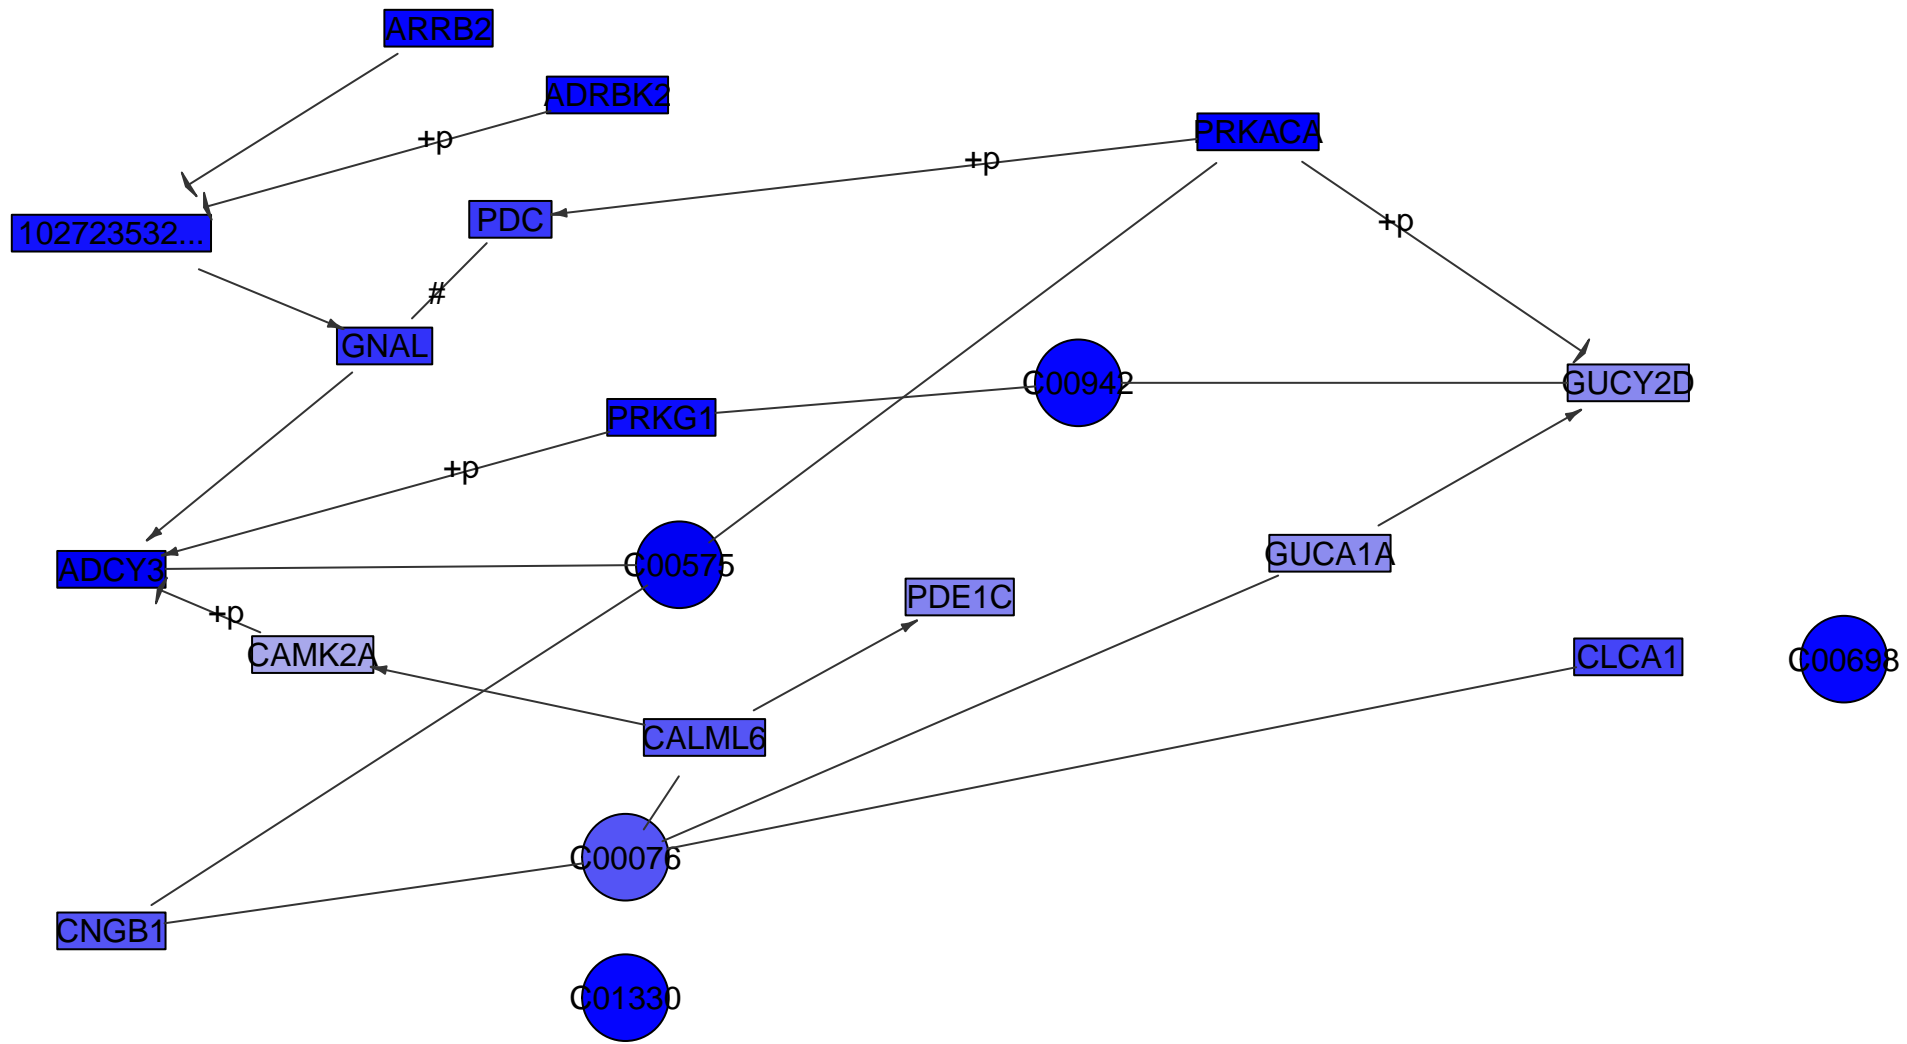 ARRB2
ADRBK2
PRKACA
+p
+p
102723532...
PDC
+p
#
GNAL
C00942
GUCY2D
PRKG1
+p
ADCY3
C00575
GUCA1A
PDE1C
+p
CAMK2A
CLCA1
C00698
CALML6
C00076
CNGB1
C01330